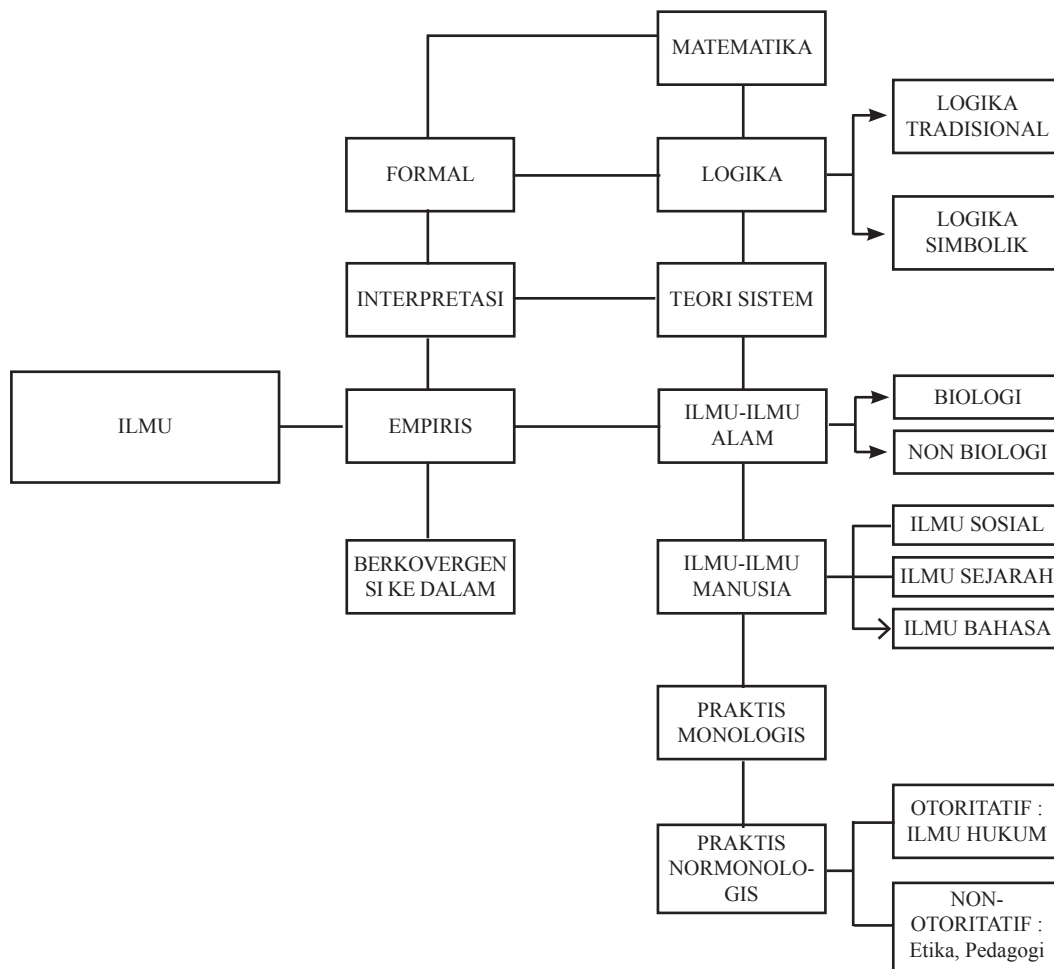 MATEMATIKA
LOGIKA
TRADISIONAL
FORMAL
LOGIKA
LOGIKA
SIMBOLIK
INTERPRETASI
TEORI SISTEM
ILMU
EMPIRIS
ILMU-ILMU
ALAM
BIOLOGI
NON BIOLOGI
BERKOVERGEN
SI KE DALAM
ILMU-ILMU
MANUSIA
ILMU SOSIAL
ILMU SEJARAH
ILMU BAHASA
PRAKTIS
MONOLOGIS
PRAKTIS
NORMONOLO-
GIS
OTORITATIF :
ILMU HUKUM
NON-
OTORITATIF :
Etika, Pedagogi